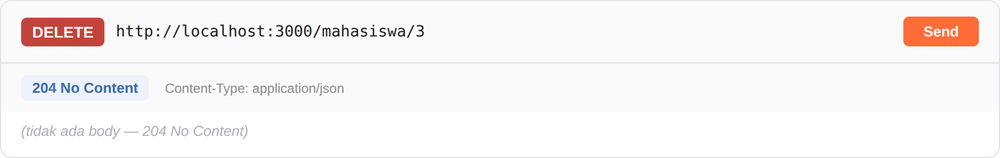 DELETE http://localhost:3000/mahasiswa/3 Send
204 No Content Content-Type: application/json
(tidak ada body — 204 No Content)